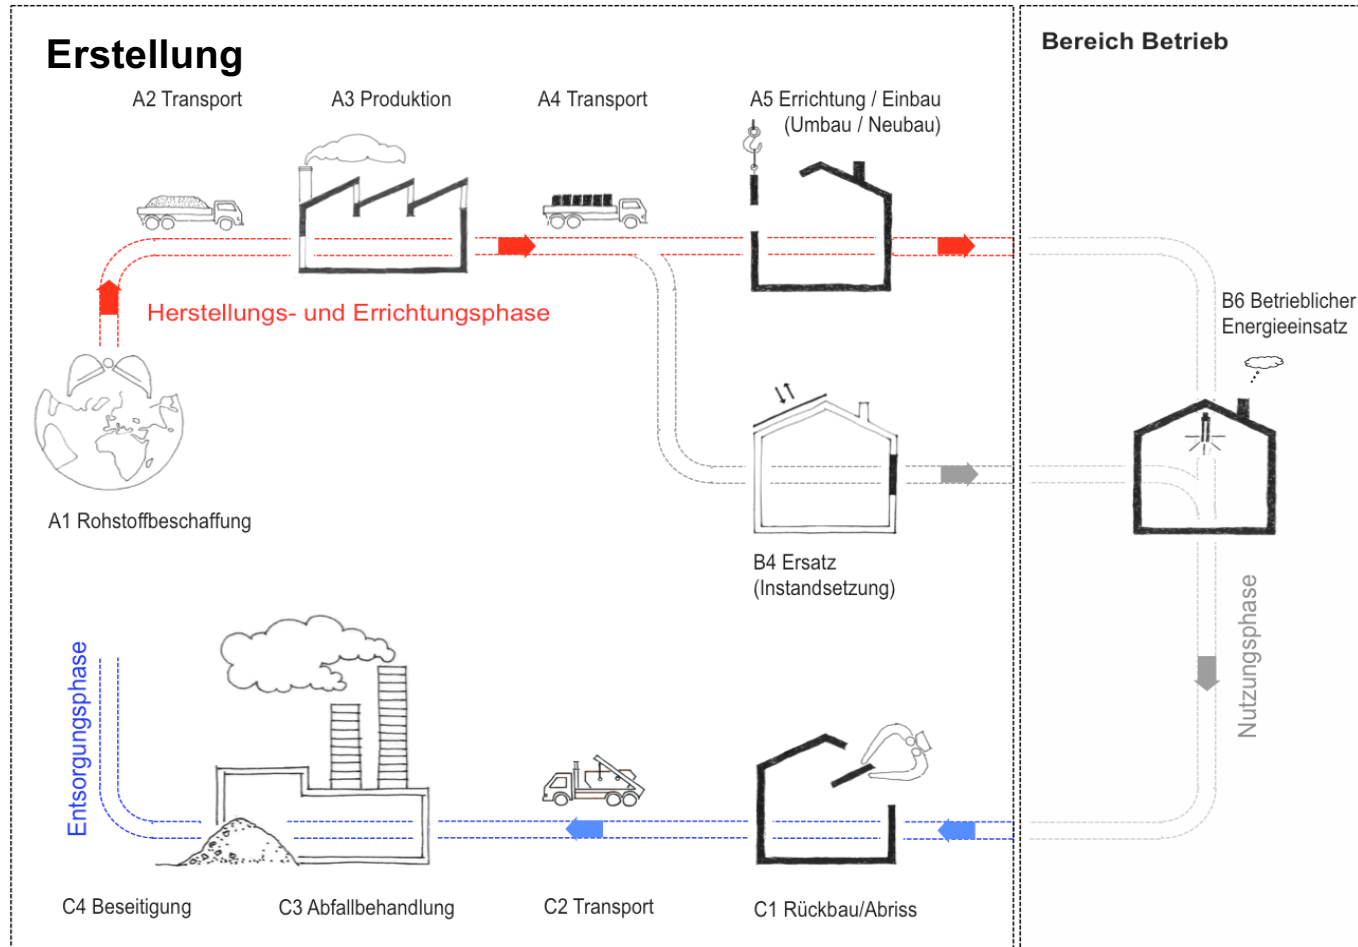 Erstellung
Bereich Betrieb
A2 Transport
A3 Produktion
A4 Transport
A5 Errichtung / Einbau
(Umbau / Neubau)
Herstellungs- und Errichtungsphase
B6 Betrieblicher
Energieeinsatz
A1 Rohstoffbeschaffung
B4 Ersatz
(Instandsetzung)
Nutzungsphase
Entsorgungsphase
C4 Beseitigung
C3 Abfallbehandlung
C2 Transport
C1 Rückbau/Abriss